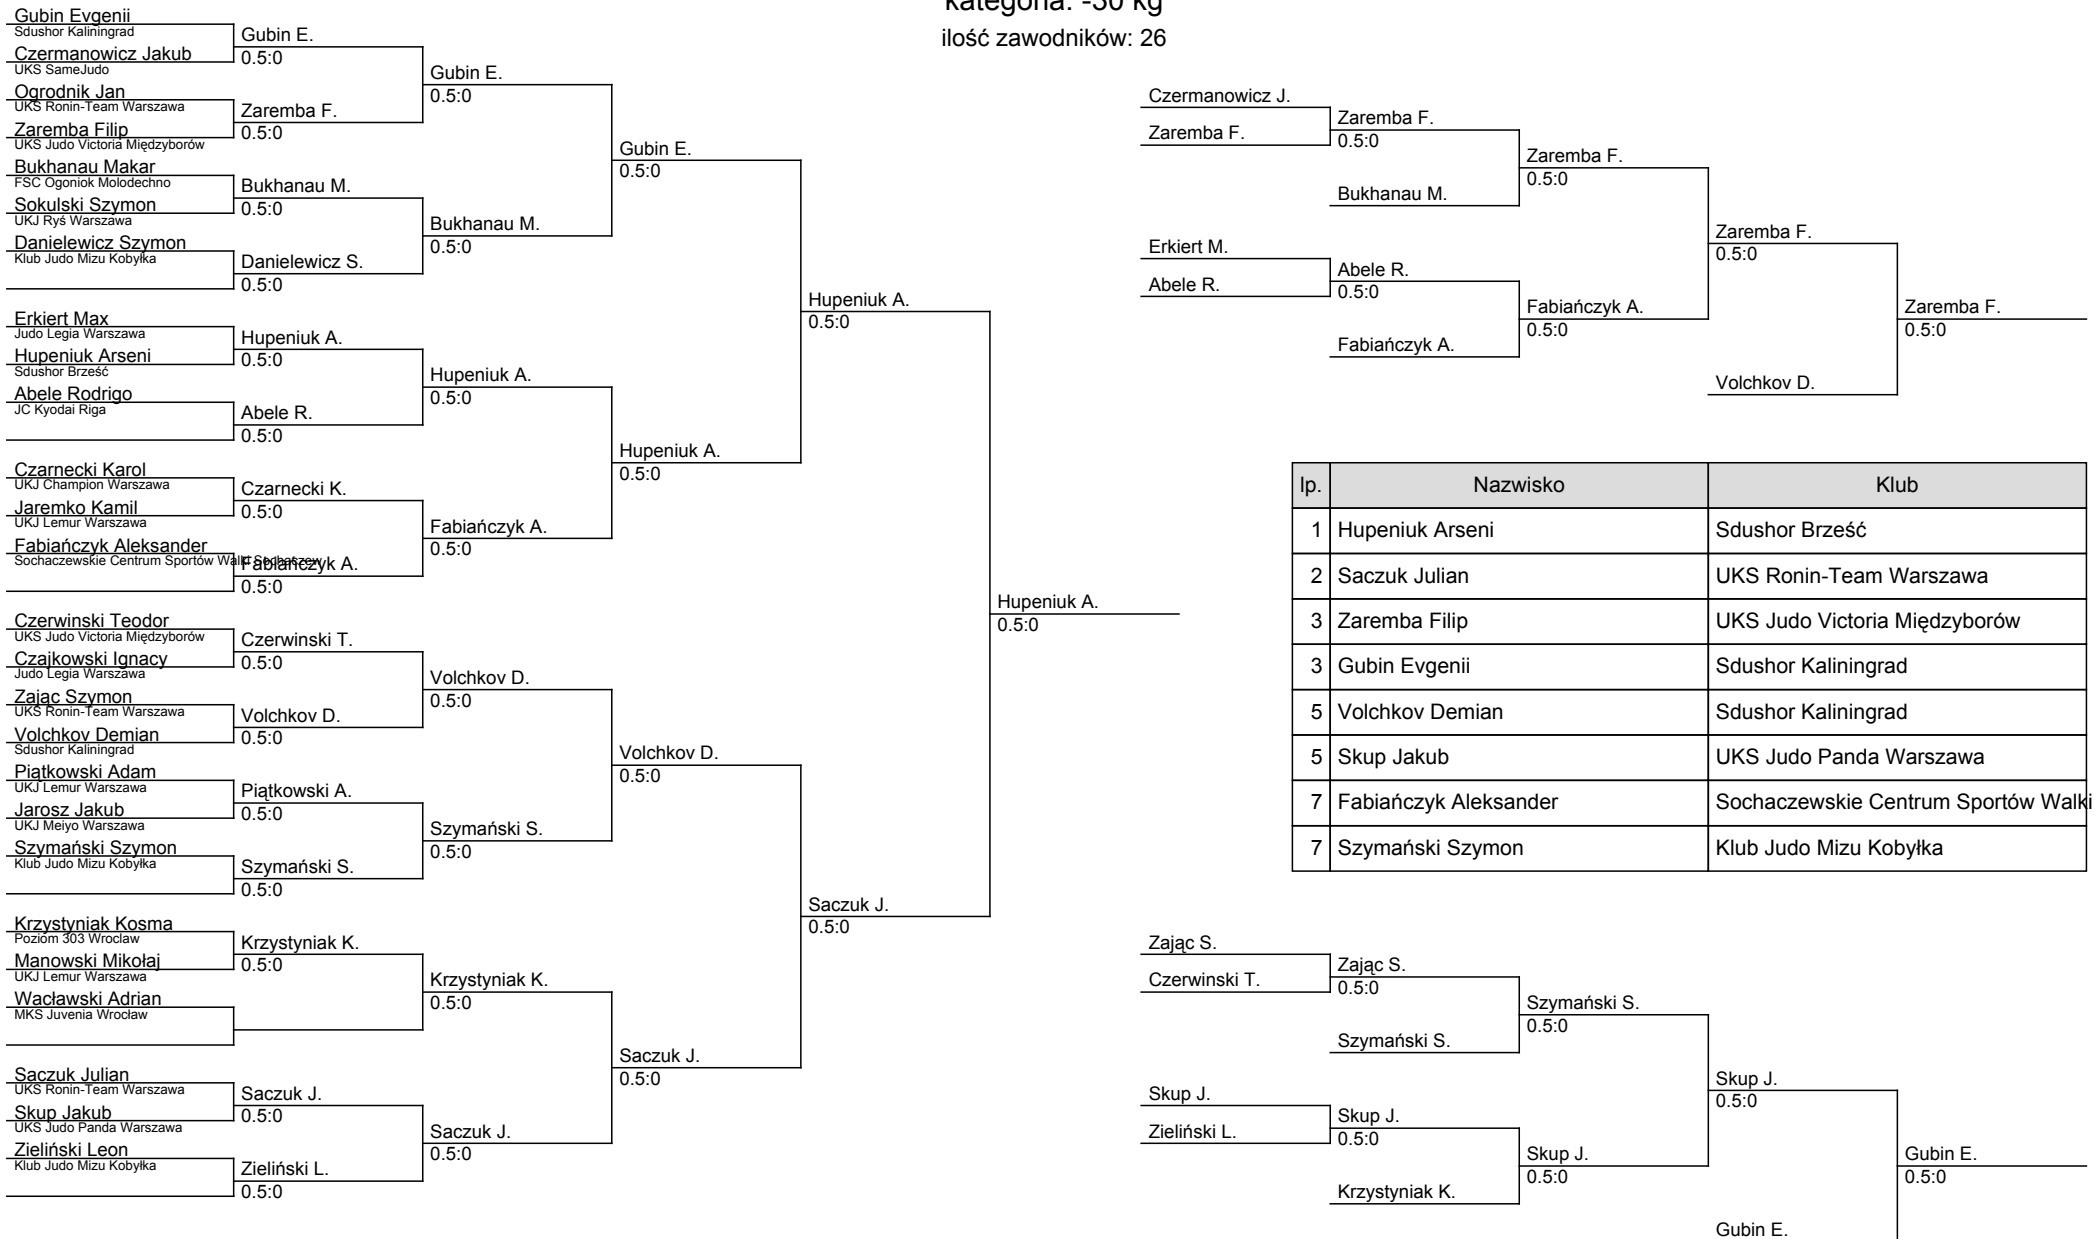 kategoria: -30 kg
ilość zawodników: 26
Gubin Evgenii
Sdushor Kaliningrad
Czermanowicz Jakub
UKS SameJudo
Ogrodnik Jan
UKS Ronin-Team Warszawa
Zaremba Filip
UKS Judo Victoria Międzyborów
Bukhanau Makar
FSC Ogoniok Molodechno
Sokulski Szymon
UKJ Ryś Warszawa
Danielewicz Szymon
Klub Judo Mizu Kobyłka
Erkiert Max
Judo Legia Warszawa
Hupeniuk Arseni
Sdushor Brześć
Abele Rodrigo
JC Kyodai Riga
Czarnecki Karol
UKJ Champion Warszawa
Jaremko Kamil
UKJ Lemur Warszawa
Fabiańczyk Aleksander
Sochaczewskie Centrum Sportów Walki Sochaczew
Czerwinski Teodor
UKS Judo Victoria Międzyborów
Czajkowski Ignacy
Judo Legia Warszawa
Zając Szymon
UKS Ronin-Team Warszawa
Volchkov Demian
Sdushor Kaliningrad
Piątkowski Adam
UKJ Lemur Warszawa
Jarosz Jakub
UKJ Meiyo Warszawa
Szymański Szymon
Klub Judo Mizu Kobyłka
Krzystyniak Kosma
Poziom 303 Wroclaw
Manowski Mikołaj
UKJ Lemur Warszawa
Wacławski Adrian
MKS Juvenia Wrocław
Saczuk Julian
UKS Ronin-Team Warszawa
Skup Jakub
UKS Judo Panda Warszawa
Zieliński Leon
Klub Judo Mizu Kobyłka
Gubin E.
0.5:0
Zaremba F.
0.5:0
Bukhanau M.
0.5:0
Danielewicz S.
0.5:0
Hupeniuk A.
0.5:0
Abele R.
0.5:0
Czarnecki K.
0.5:0
Fabiańczyk A.
0.5:0
Czerwinski T.
0.5:0
Volchkov D.
0.5:0
Piątkowski A.
0.5:0
Szymański S.
0.5:0
Krzystyniak K.
0.5:0
Saczuk J.
0.5:0
Zieliński L.
0.5:0
Gubin E.
0.5:0
Bukhanau M.
0.5:0
Hupeniuk A.
0.5:0
Fabiańczyk A.
0.5:0
Volchkov D.
0.5:0
Szymański S.
0.5:0
Krzystyniak K.
0.5:0
Saczuk J.
0.5:0
Gubin E.
0.5:0
Hupeniuk A.
0.5:0
Volchkov D.
0.5:0
Saczuk J.
0.5:0
Hupeniuk A.
0.5:0
Saczuk J.
0.5:0
Hupeniuk A.
0.5:0
Czermanowicz J.
Zaremba F.
Erkiert M.
Abele R.
Zaremba F.
0.5:0
Bukhanau M.
Abele R.
0.5:0
Fabiańczyk A.
Zaremba F.
0.5:0
Fabiańczyk A.
0.5:0
Zaremba F.
0.5:0
Volchkov D.
Zaremba F.
0.5:0
lp. Nazwisko Klub
1 Hupeniuk Arseni Sdushor Brześć
2 Saczuk Julian UKS Ronin-Team Warszawa
3 Zaremba Filip UKS Judo Victoria Międzyborów
3 Gubin Evgenii Sdushor Kaliningrad
5 Volchkov Demian Sdushor Kaliningrad
5 Skup Jakub UKS Judo Panda Warszawa
7 Fabiańczyk Aleksander Sochaczewskie Centrum Sportów Walki
7 Szymański Szymon Klub Judo Mizu Kobyłka
Zając S.
Czerwinski T.
Skup J.
Zieliński L.
Zając S.
0.5:0
Szymański S.
Skup J.
0.5:0
Krzystyniak K.
Szymański S.
0.5:0
Skup J.
0.5:0
Skup J.
0.5:0
Gubin E.
Gubin E.
0.5:0